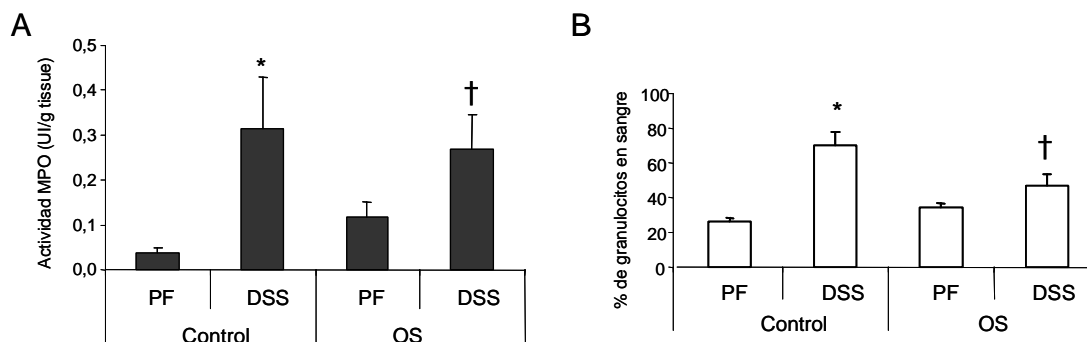 A
Actividad MPO (UI/g tissue)
0,5
0,4
0,3
0,2
0,1
0,0
*
†
PF DSS PF DSS
Control OS
B
% de granulocitos en sangre
100
80
60
40
20
0
*
†
PF DSS PF DSS
Control OS